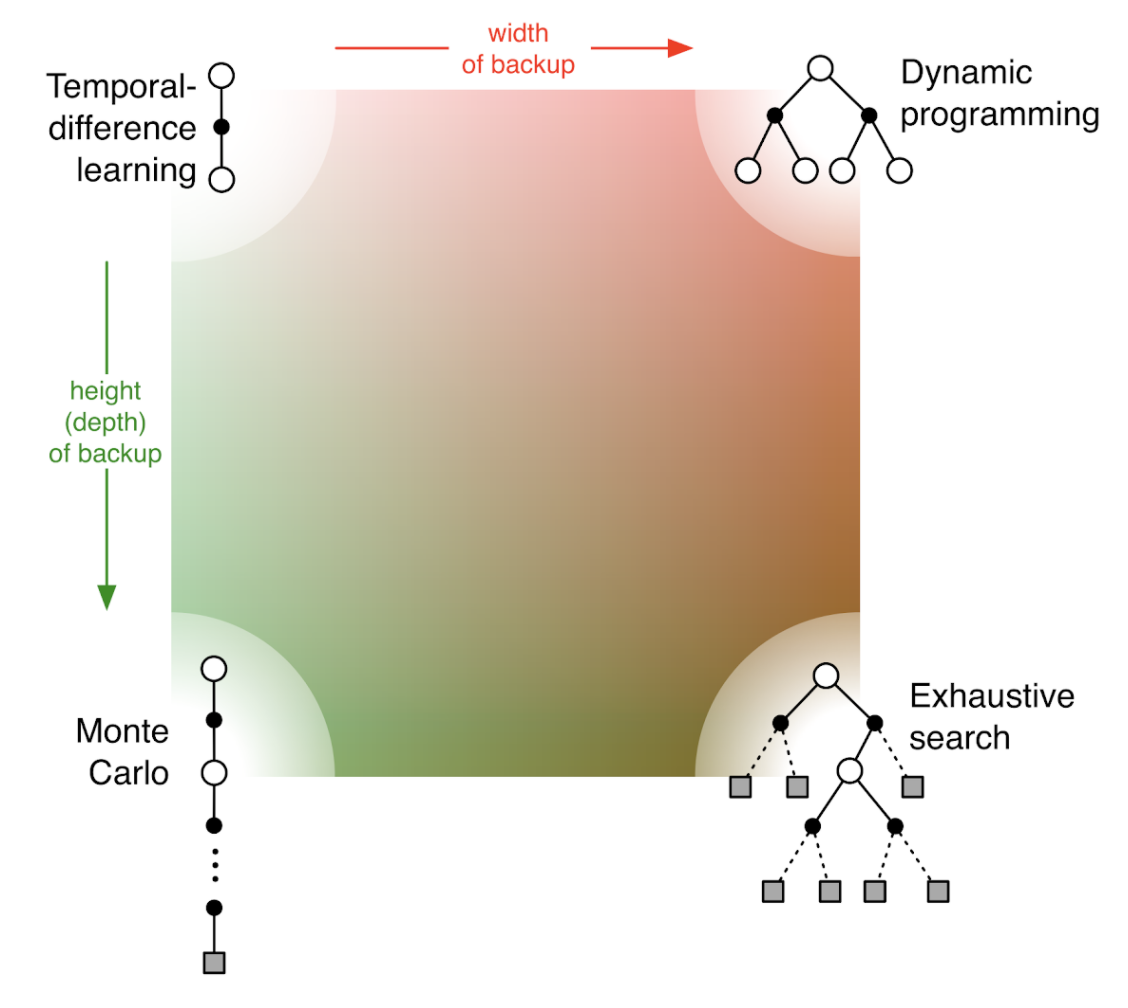 width
of backup
Temporal-
difference
learning
Dynamic
programming
height
(depth)
of backup
Monte
Carlo
Exhaustive
search